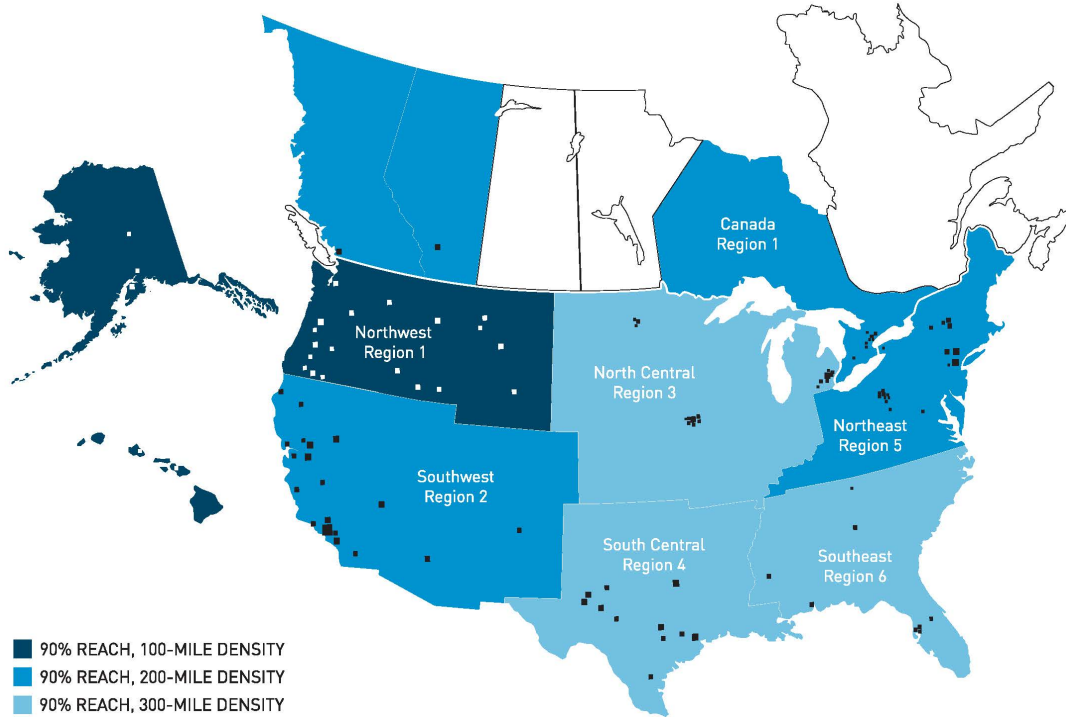 Canada
Region 1
Northwest
Region 1
North Central
Region 3
Northeast
Region 5
Southwest
Region 2
South Central
Region 4
Southeast
Region 6
90% REACH, 100-MILE DENSITY
90% REACH, 200-MILE DENSITY
90% REACH, 300-MILE DENSITY